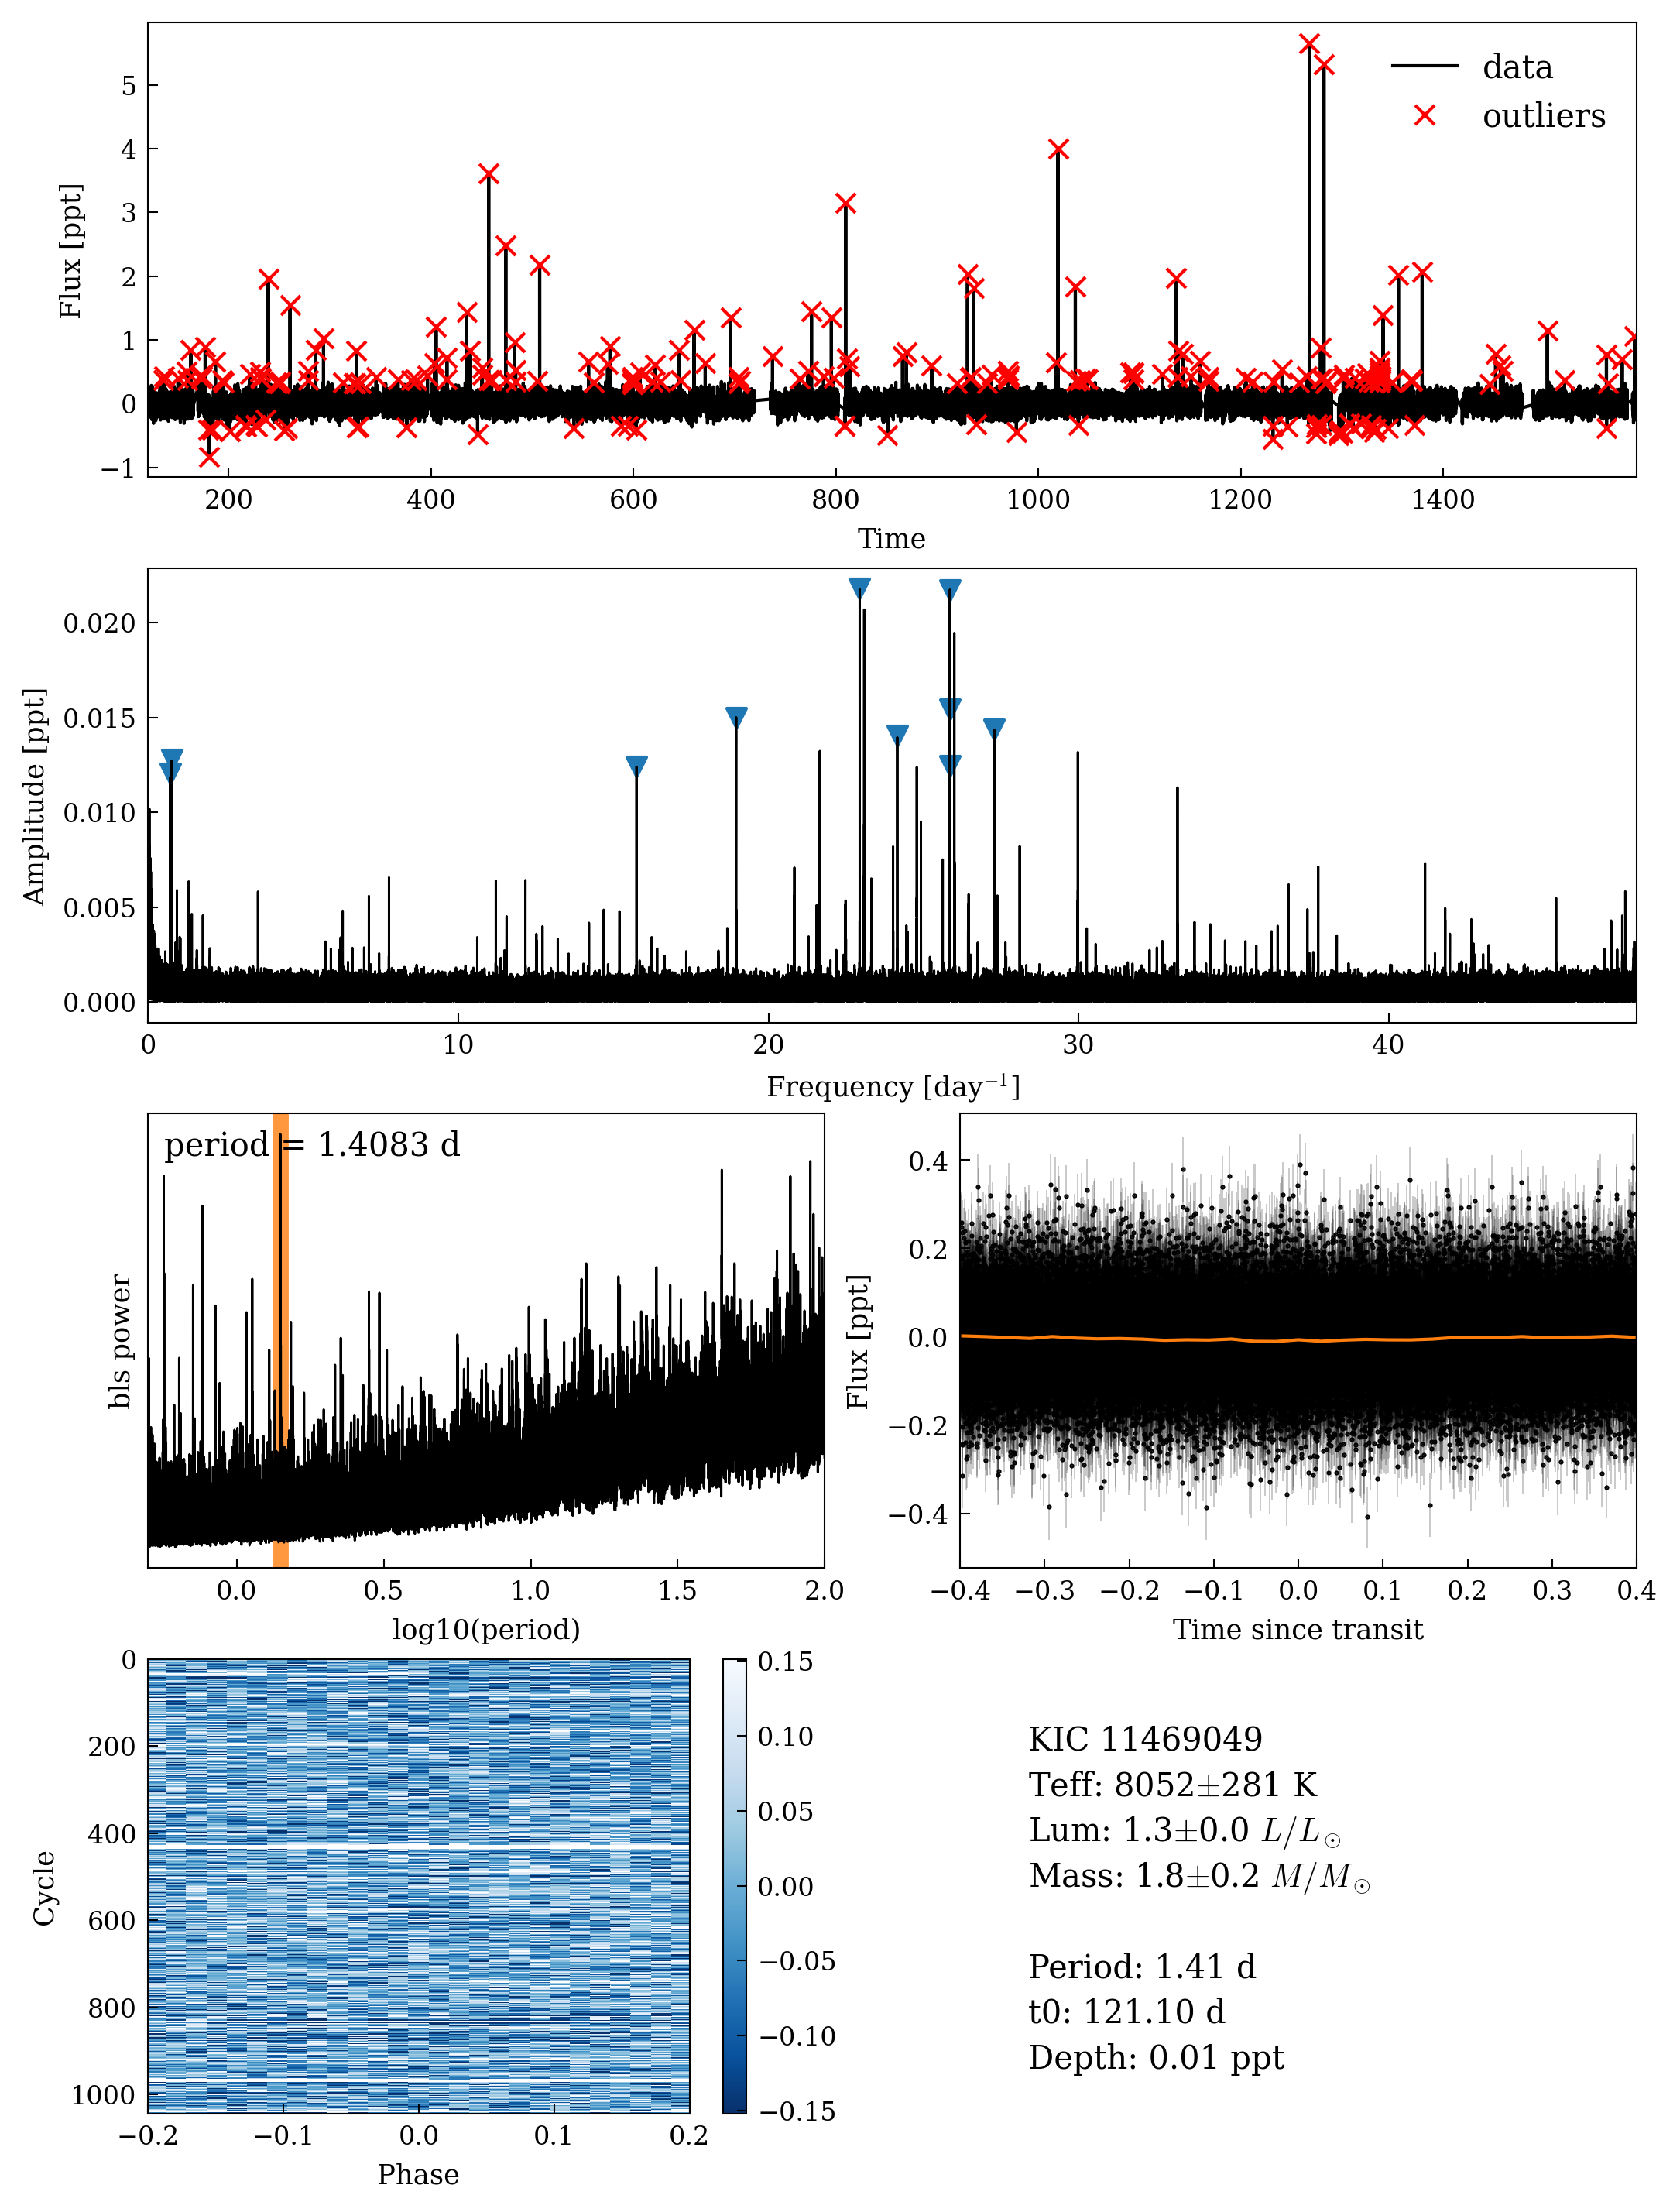 data
outliers
Flux [ppt]
5
4
3
2
1
0
−1
200 400 600 800 1000 1200 1400
Time
Amplitude [ppt]
0.020
0.015
0.010
0.005
0.000
0 10 20 30 40
Frequency [day⁻¹]
period = 1.4083 d
bls power
0.0 0.5 1.0 1.5 2.0
log10(period)
Flux [ppt]
0.4
0.2
0.0
−0.2
−0.4
−0.4 −0.3 −0.2 −0.1 0.0 0.1 0.2 0.3 0.4
Time since transit
Cycle
0
200
400
600
800
1000
−0.2 −0.1 0.0 0.1 0.2
Phase
0.15
0.10
0.05
0.00
−0.05
−0.10
−0.15
KIC 11469049
Teff: 8052±281 K
Lum: 1.3±0.0 L/L☉
Mass: 1.8±0.2 M/M☉
Period: 1.41 d
t0: 121.10 d
Depth: 0.01 ppt